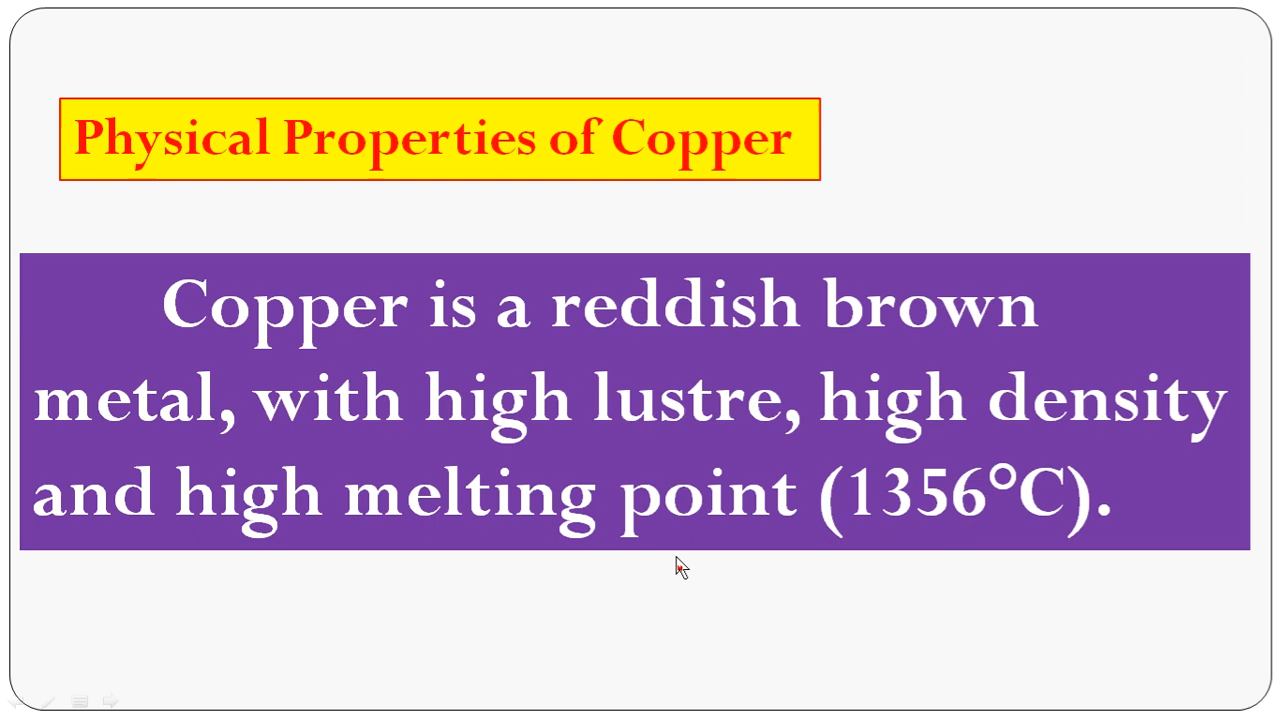 Physical Properties of Copper
Copper is a reddish brown
metal, with high lustre, high density
and high melting point (1356°C).